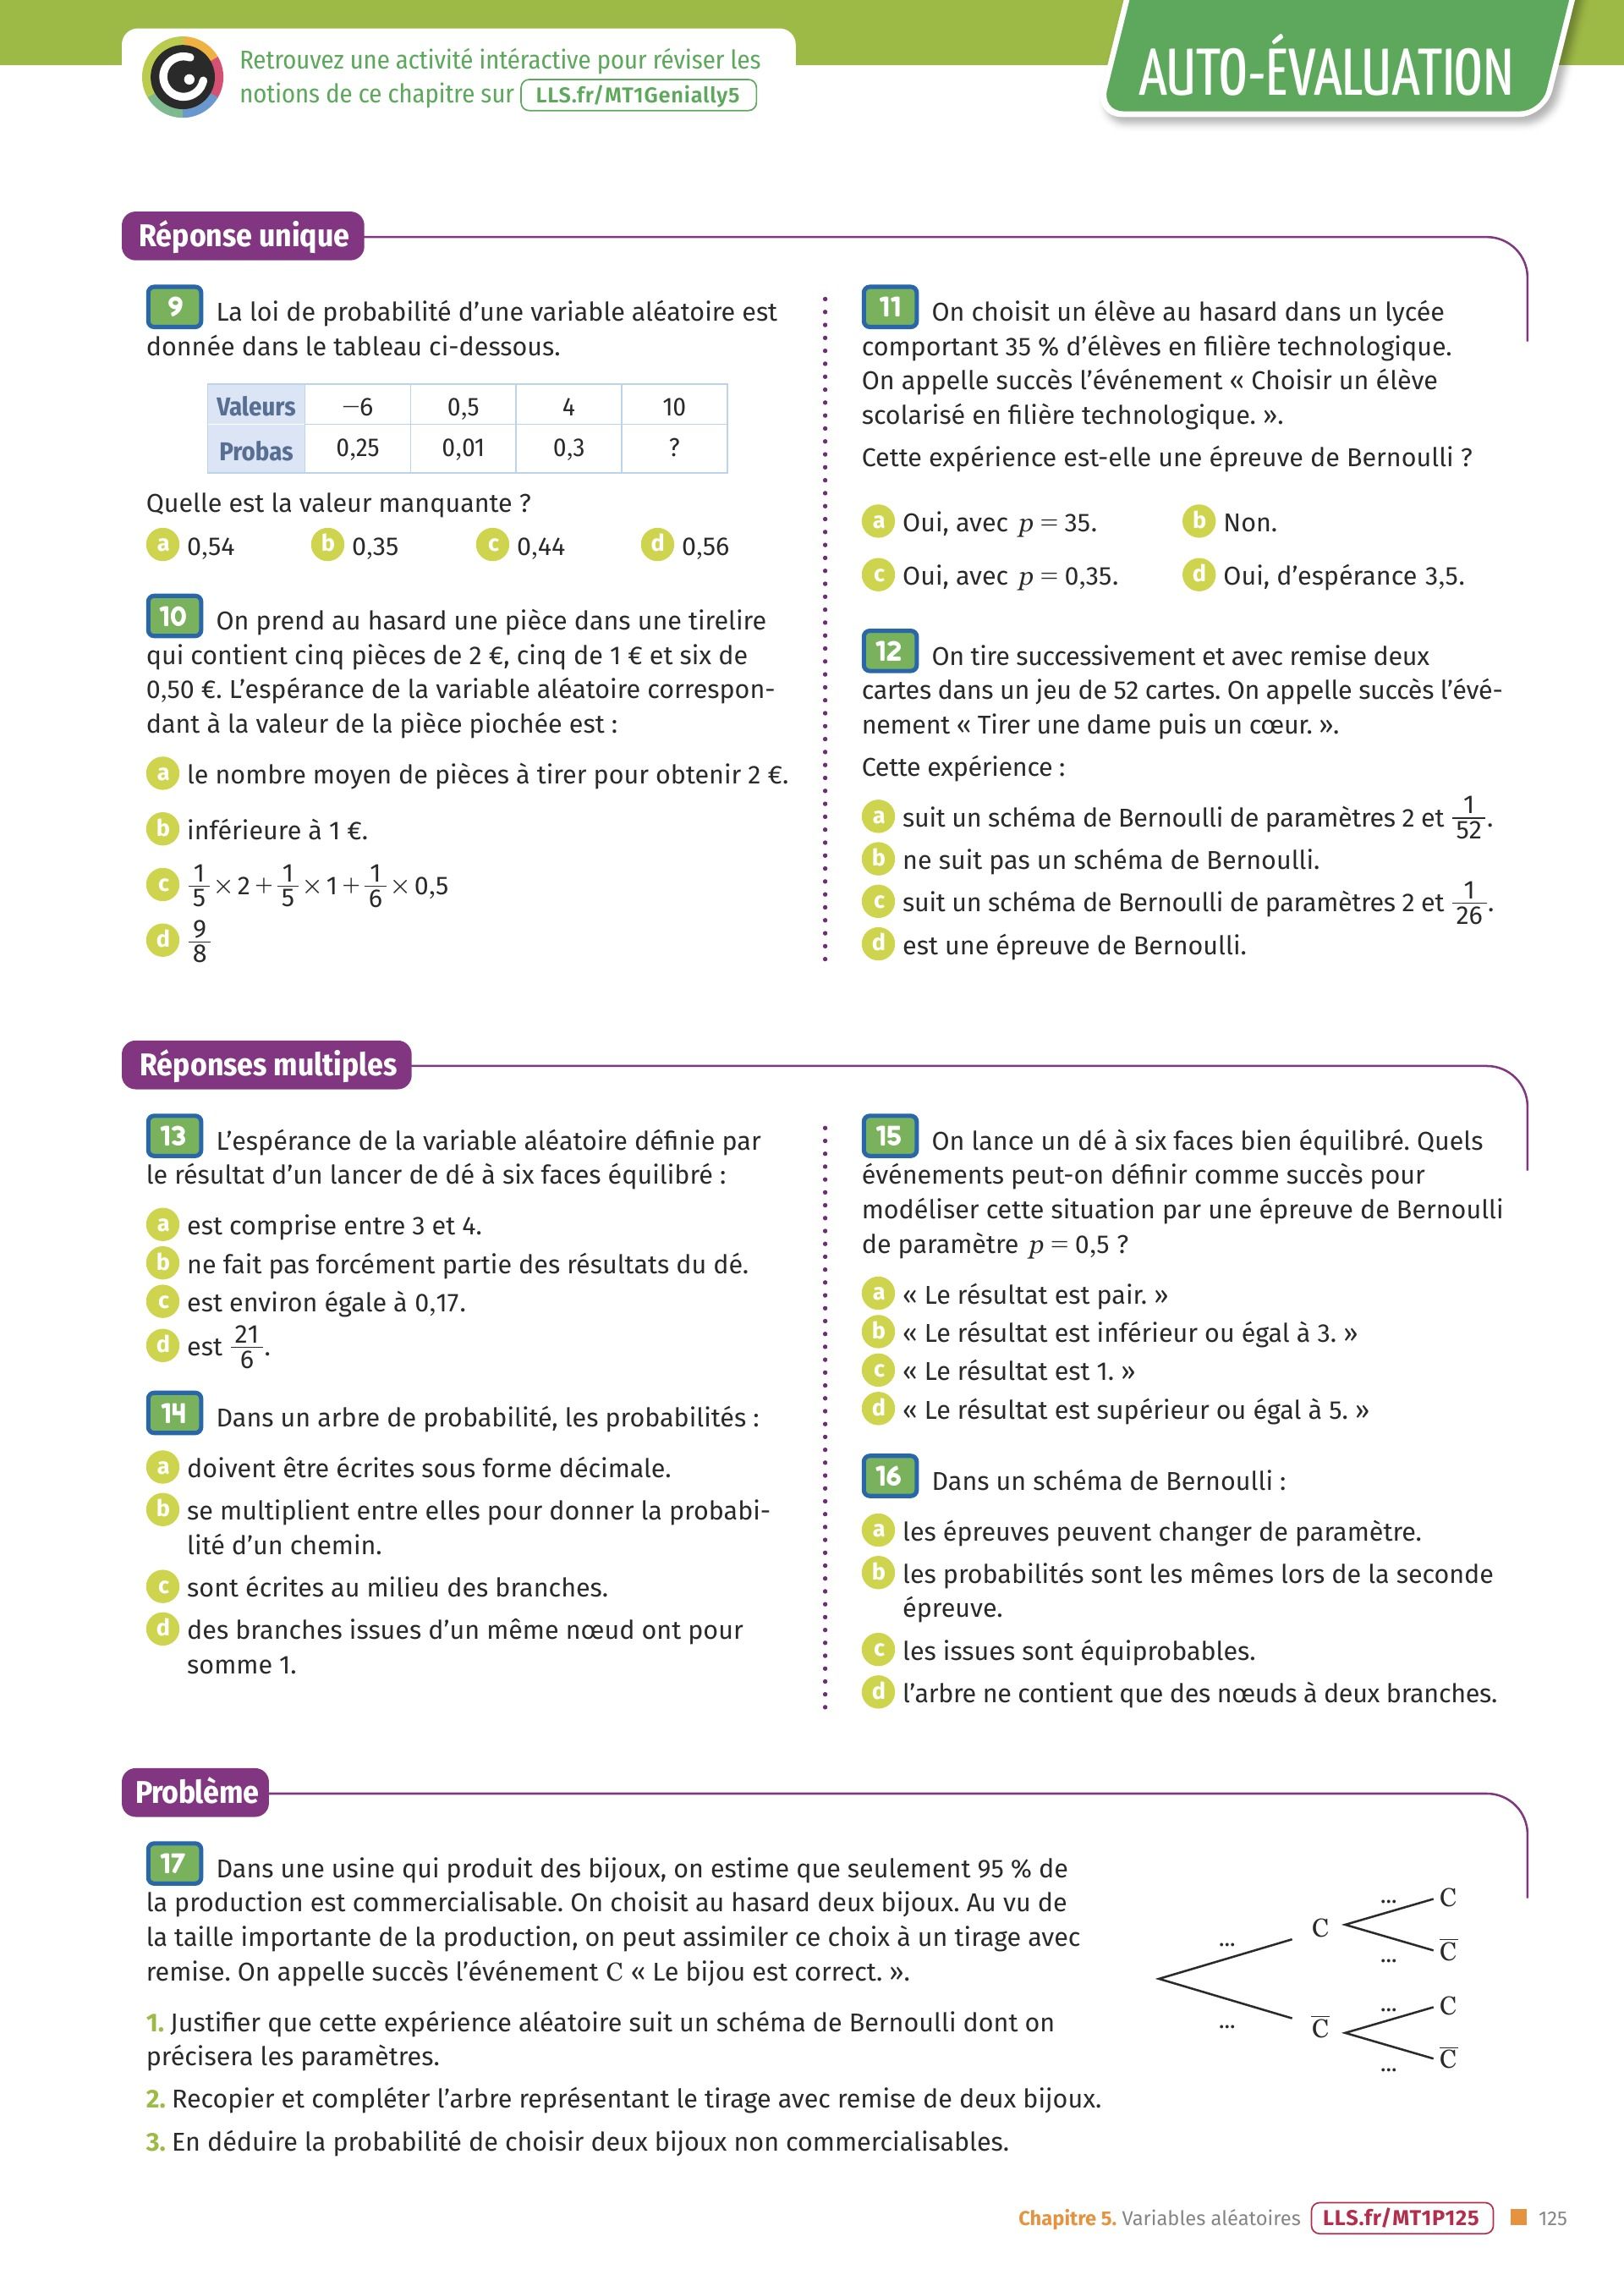 Retrouvez une activité intéractive pour réviser les
notions de ce chapitre sur LLS.fr/MT1Genially5
AUTO-ÉVALUATION
Réponse unique
9 La loi de probabilité d’une variable aléatoire est
donnée dans le tableau ci-dessous.
Valeurs −6 0,5 4 10
Probas 0,25 0,01 0,3 ?
Quelle est la valeur manquante ?
a 0,54 b 0,35 c 0,44 d 0,56
10 On prend au hasard une pièce dans une tirelire
qui contient cinq pièces de 2 €, cinq de 1 € et six de
0,50 €. L’espérance de la variable aléatoire correspon-
dant à la valeur de la pièce piochée est :
a le nombre moyen de pièces à tirer pour obtenir 2 €.
b inférieure à 1 €.
c 1/5 × 2 + 1/5 × 1 + 1/6 × 0,5
d 9/8
11 On choisit un élève au hasard dans un lycée
comportant 35 % d’élèves en filière technologique.
On appelle succès l’événement « Choisir un élève
scolarisé en filière technologique. ».
Cette expérience est-elle une épreuve de Bernoulli ?
a Oui, avec p = 35. b Non.
c Oui, avec p = 0,35. d Oui, d’espérance 3,5.
12 On tire successivement et avec remise deux
cartes dans un jeu de 52 cartes. On appelle succès l’évé-
nement « Tirer une dame puis un cœur. ».
Cette expérience :
a suit un schéma de Bernoulli de paramètres 2 et 1/52.
b ne suit pas un schéma de Bernoulli.
c suit un schéma de Bernoulli de paramètres 2 et 1/26.
d est une épreuve de Bernoulli.
Réponses multiples
13 L’espérance de la variable aléatoire définie par
le résultat d’un lancer de dé à six faces équilibré :
a est comprise entre 3 et 4.
b ne fait pas forcément partie des résultats du dé.
c est environ égale à 0,17.
d est 21/6.
14 Dans un arbre de probabilité, les probabilités :
a doivent être écrites sous forme décimale.
b se multiplient entre elles pour donner la probabi-
lité d’un chemin.
c sont écrites au milieu des branches.
d des branches issues d’un même nœud ont pour
somme 1.
15 On lance un dé à six faces bien équilibré. Quels
événements peut-on définir comme succès pour
modéliser cette situation par une épreuve de Bernoulli
de paramètre p = 0,5 ?
a « Le résultat est pair. »
b « Le résultat est inférieur ou égal à 3. »
c « Le résultat est 1. »
d « Le résultat est supérieur ou égal à 5. »
16 Dans un schéma de Bernoulli :
a les épreuves peuvent changer de paramètre.
b les probabilités sont les mêmes lors de la seconde
épreuve.
c les issues sont équiprobables.
d l’arbre ne contient que des nœuds à deux branches.
Problème
17 Dans une usine qui produit des bijoux, on estime que seulement 95 % de
la production est commercialisable. On choisit au hasard deux bijoux. Au vu de
la taille importante de la production, on peut assimiler ce choix à un tirage avec
remise. On appelle succès l’événement C « Le bijou est correct. ».
1. Justifier que cette expérience aléatoire suit un schéma de Bernoulli dont on
précisera les paramètres.
2. Recopier et compléter l’arbre représentant le tirage avec remise de deux bijoux.
3. En déduire la probabilité de choisir deux bijoux non commercialisables.
... C
... C
... C̅
... C
... C̅
... C̅
Chapitre 5. Variables aléatoires LLS.fr/MT1P125 125